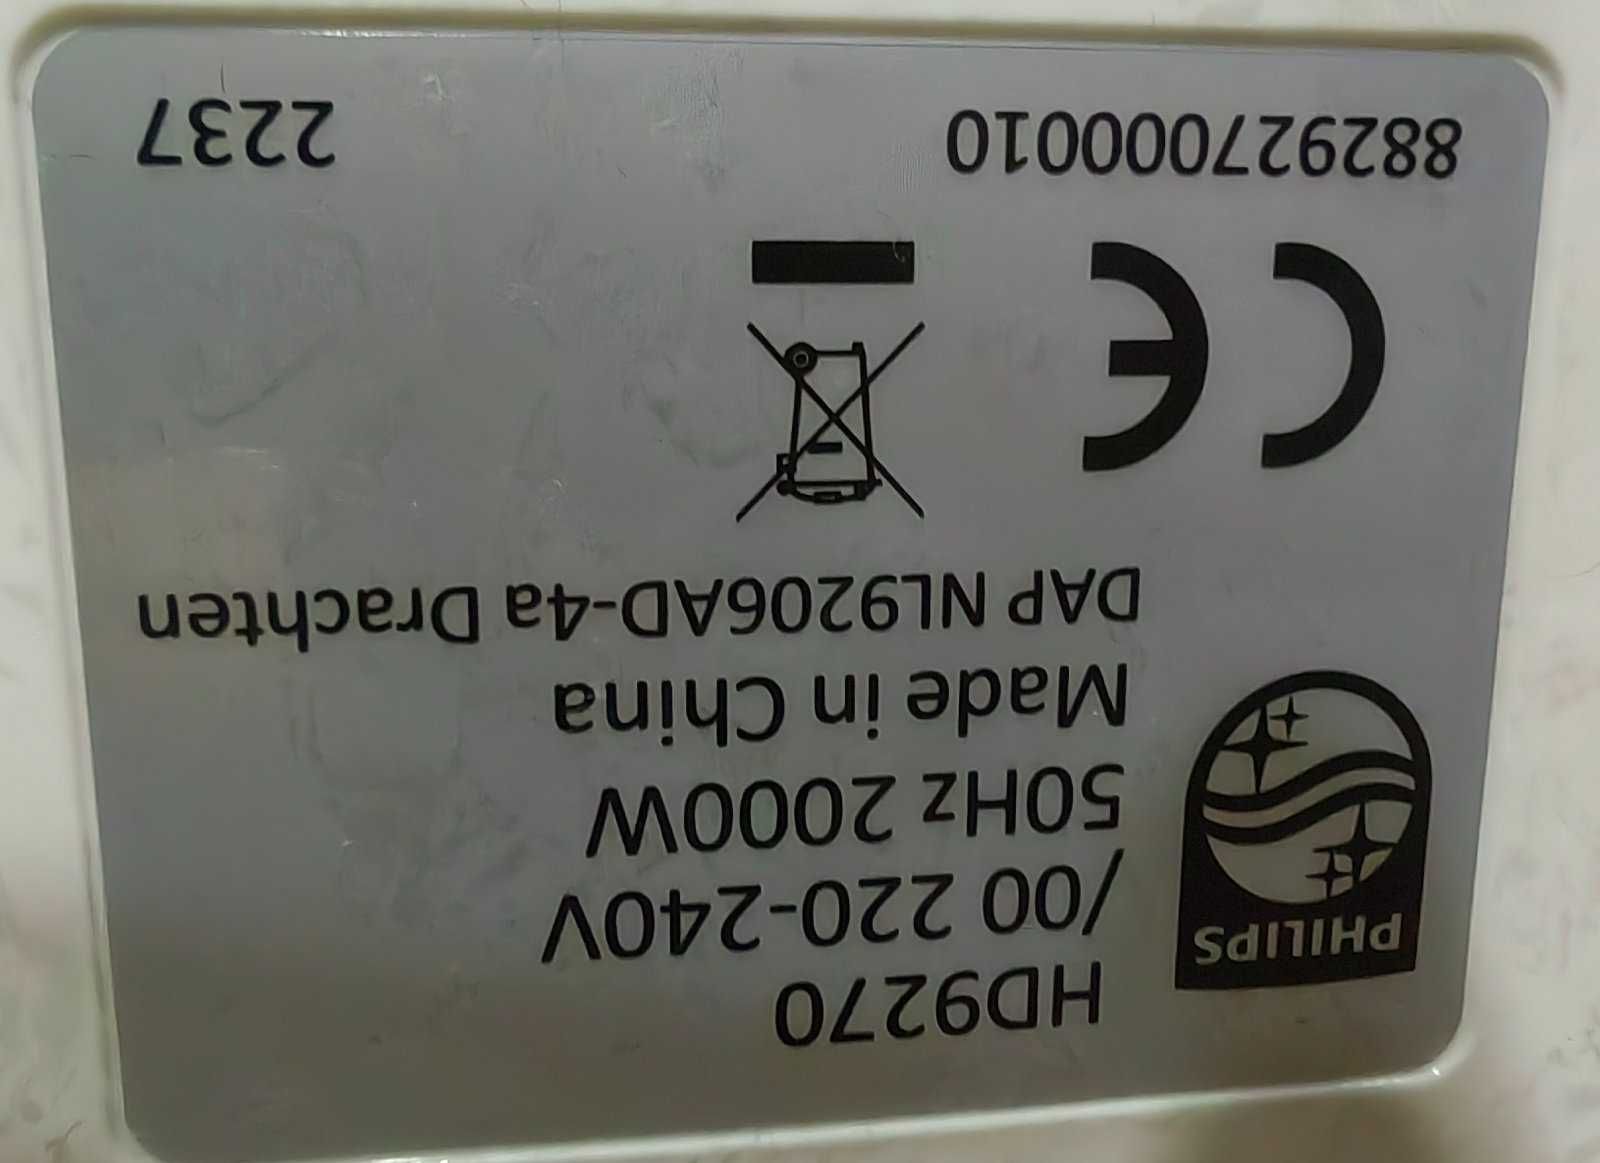 HD9270
/00 220-240V
50Hz 2000W
Made in China
DAP NL9206AD-4a Drachten
PHILIPS
CE
882927000010
2237